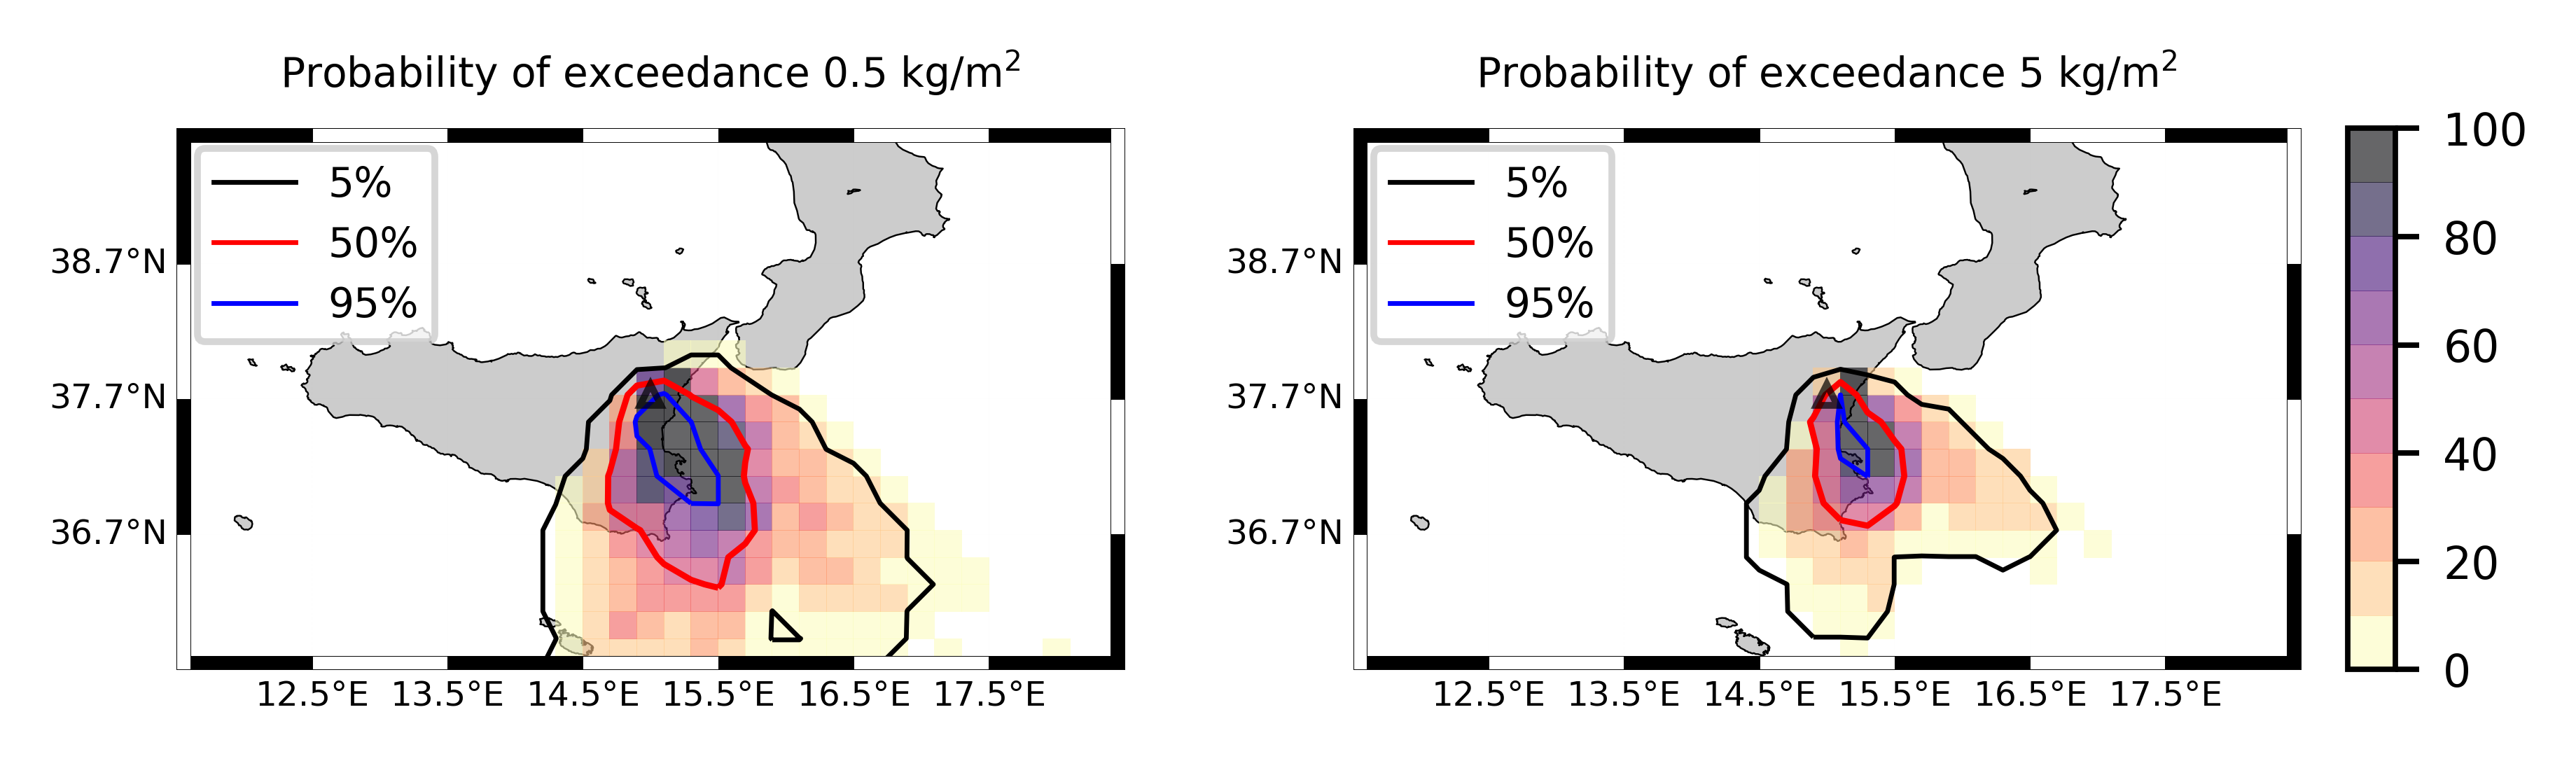 Probability of exceedance 0.5 kg/m²
5%
50%
95%
38.7°N
37.7°N
36.7°N
12.5°E 13.5°E 14.5°E 15.5°E 16.5°E 17.5°E
Probability of exceedance 5 kg/m²
5%
50%
95%
38.7°N
37.7°N
36.7°N
12.5°E 13.5°E 14.5°E 15.5°E 16.5°E 17.5°E
100
80
60
40
20
0